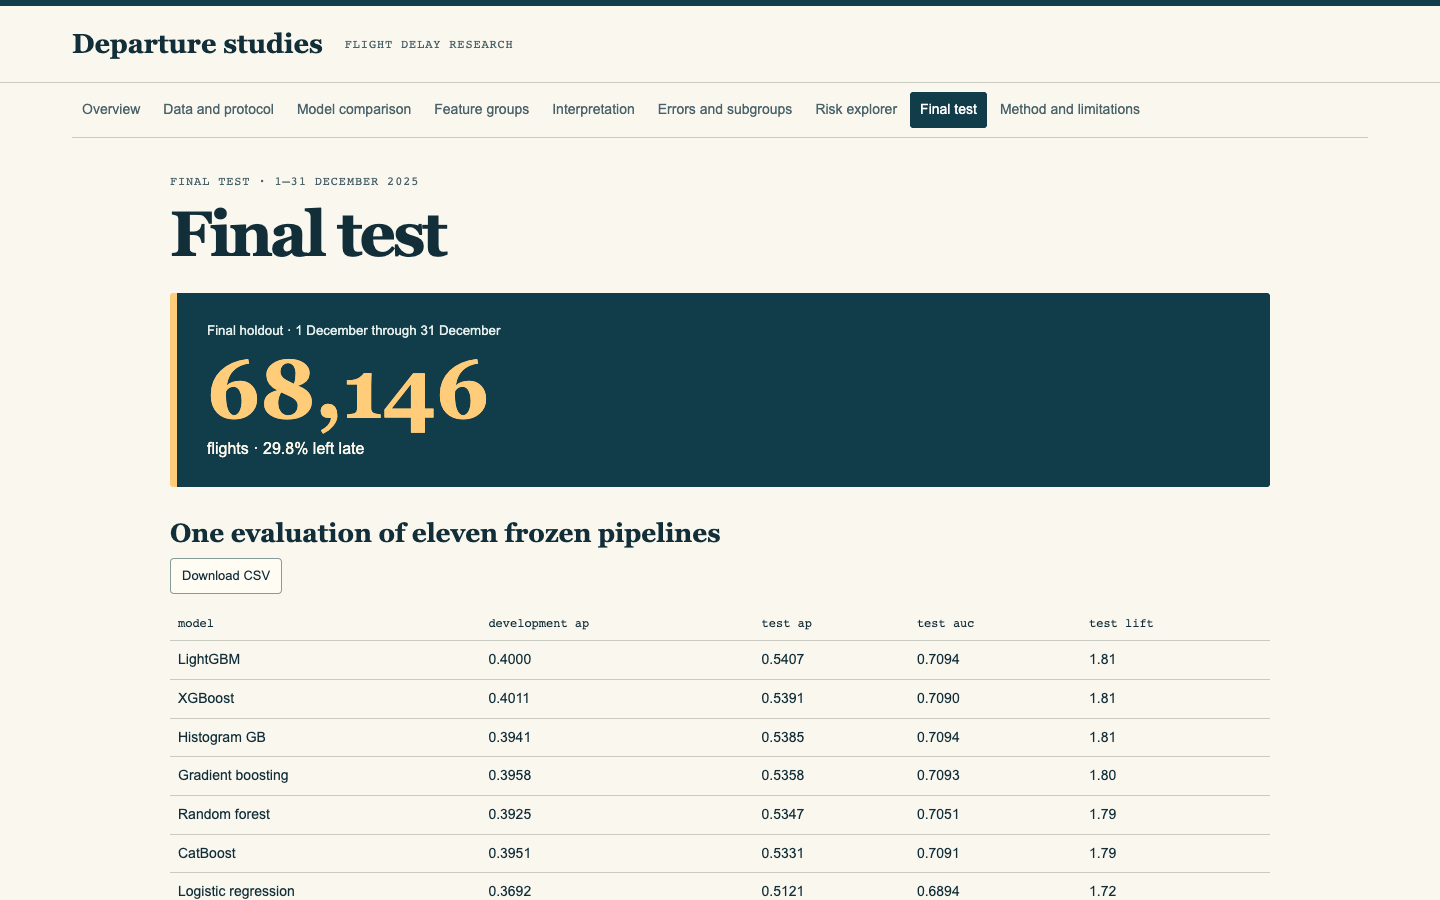 Departure studies FLIGHT DELAY RESEARCH
Overview Data and protocol Model comparison Feature groups Interpretation Errors and subgroups Risk explorer Final test Method and limitations
FINAL TEST · 1–31 DECEMBER 2025
Final test
Final holdout · 1 December through 31 December
68,146
flights · 29.8% left late
One evaluation of eleven frozen pipelines
Download CSV
model development ap test ap test auc test lift
LightGBM 0.4000 0.5407 0.7094 1.81
XGBoost 0.4011 0.5391 0.7090 1.81
Histogram GB 0.3941 0.5385 0.7094 1.81
Gradient boosting 0.3958 0.5358 0.7093 1.80
Random forest 0.3925 0.5347 0.7051 1.79
CatBoost 0.3951 0.5331 0.7091 1.79
Logistic regression 0.3692 0.5121 0.6894 1.72